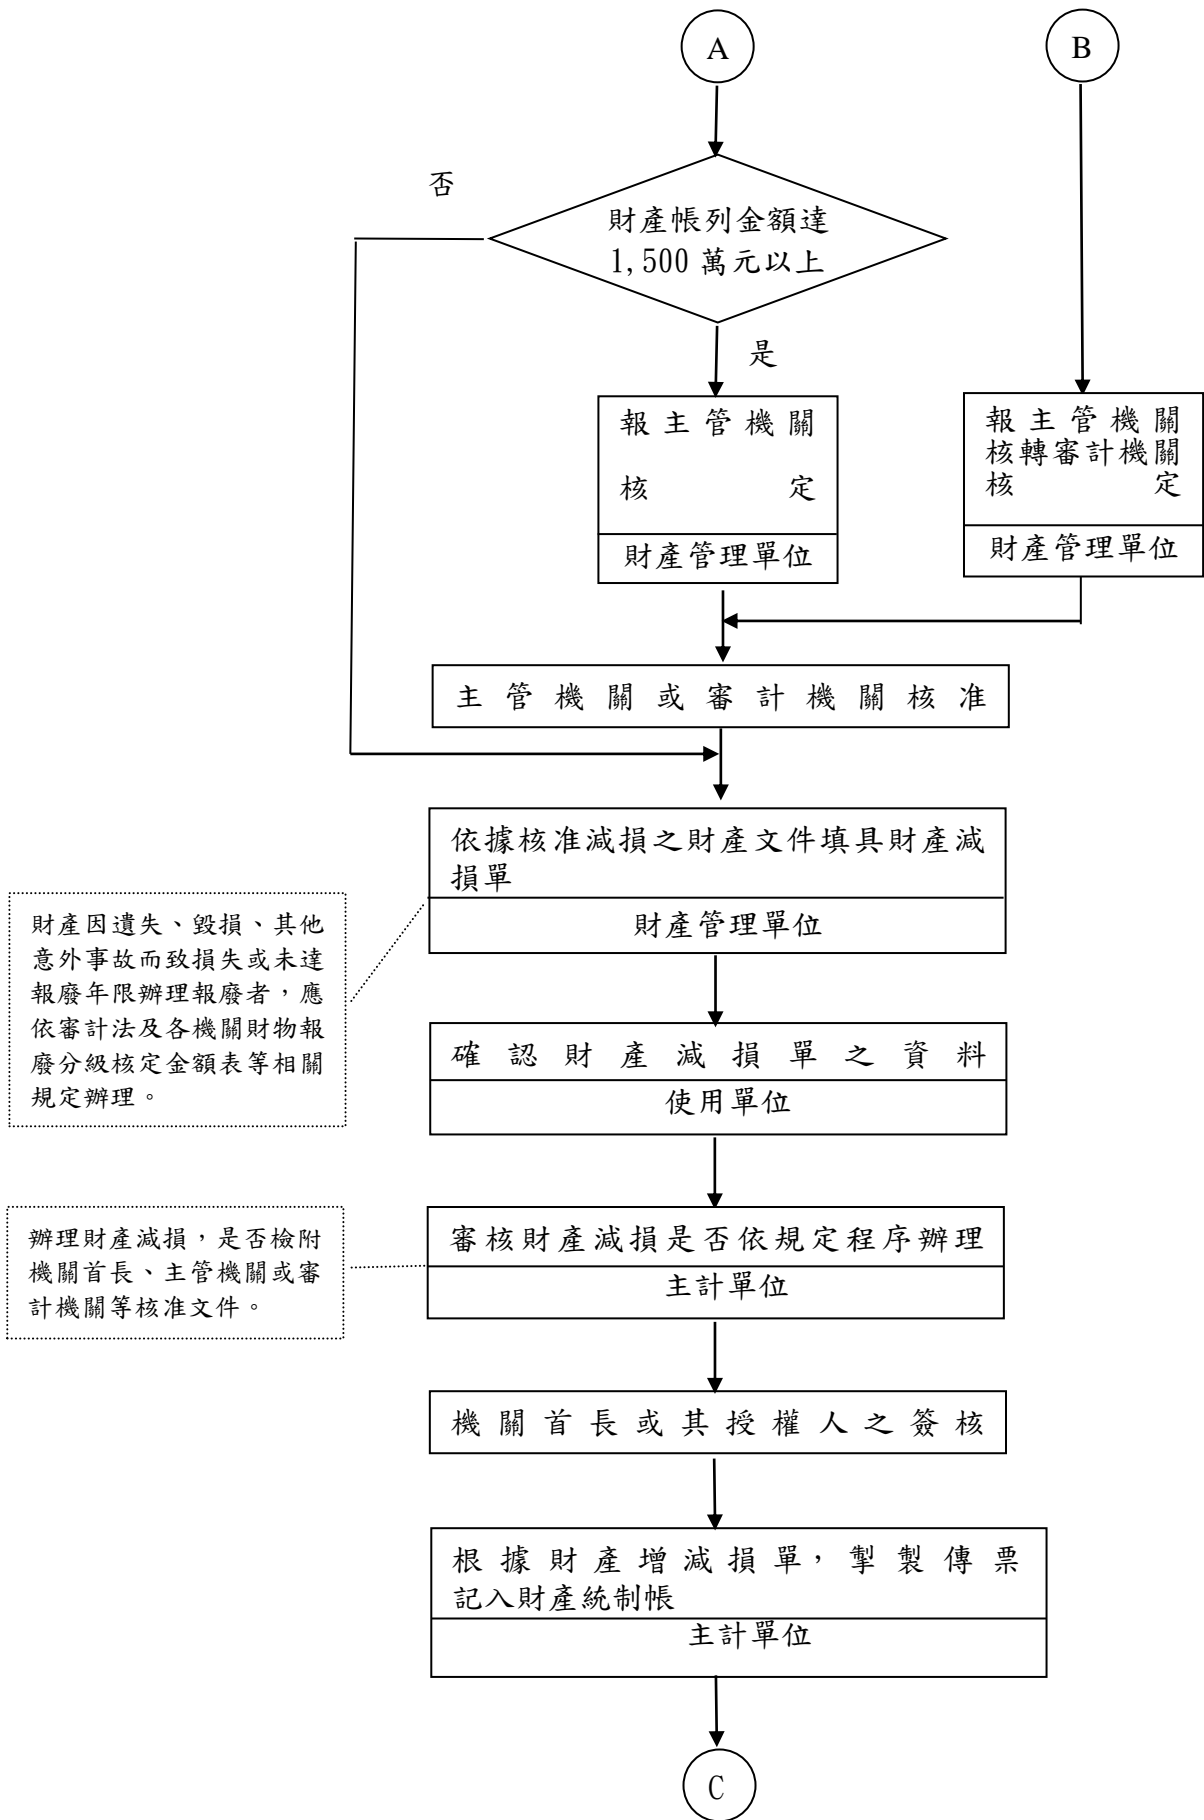 A
B
否
財產帳列金額達
1,500 萬元以上
是
報主管機關
核定
財產管理單位
報主管機關
核轉審計機關
核定
財產管理單位
主管機關或審計機關核准
依據核准減損之財產文件填具財產減
損單
財產管理單位
財產因遺失、毀損、其他
意外事故而致損失或未達
報廢年限辦理報廢者，應
依審計法及各機關財物報
廢分級核定金額表等相關
規定辦理。
確認財產減損單之資料
使用單位
審核財產減損是否依規定程序辦理
主計單位
辦理財產減損，是否檢附
機關首長、主管機關或審
計機關等核准文件。
機關首長或其授權人之簽核
根據財產增減損單，掣製傳票
記入財產統制帳
主計單位
C